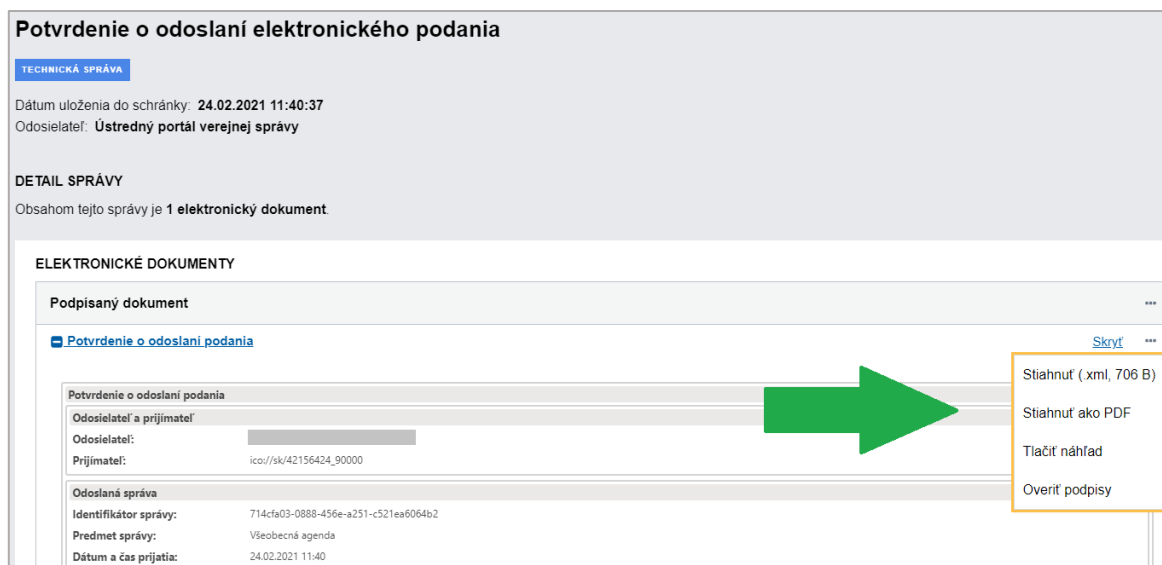 Potvrdenie o odoslaní elektronického podania
TECHNICKÁ SPRÁVA
Dátum uloženia do schránky: 24.02.2021 11:40:37
Odosielateľ: Ústredný portál verejnej správy
DETAIL SPRÁVY
Obsahom tejto správy je 1 elektronický dokument.
ELEKTRONICKÉ DOKUMENTY
Podpísaný dokument
Potvrdenie o odoslaní podania
Skryť
Stiahnuť (.xml, 706 B)
Stiahnuť ako PDF
Tlačiť náhľad
Overiť podpisy
Potvrdenie o odoslaní podania
Odosielateľ a prijímateľ
Odosielateľ:
Prijímateľ: ico://sk/42156424_90000
Odoslaná správa
Identifikátor správy: 714cfa03-0888-456e-a251-c521ea6064b2
Predmet správy: Všeobecná agenda
Dátum a čas prijatia: 24.02.2021 11:40